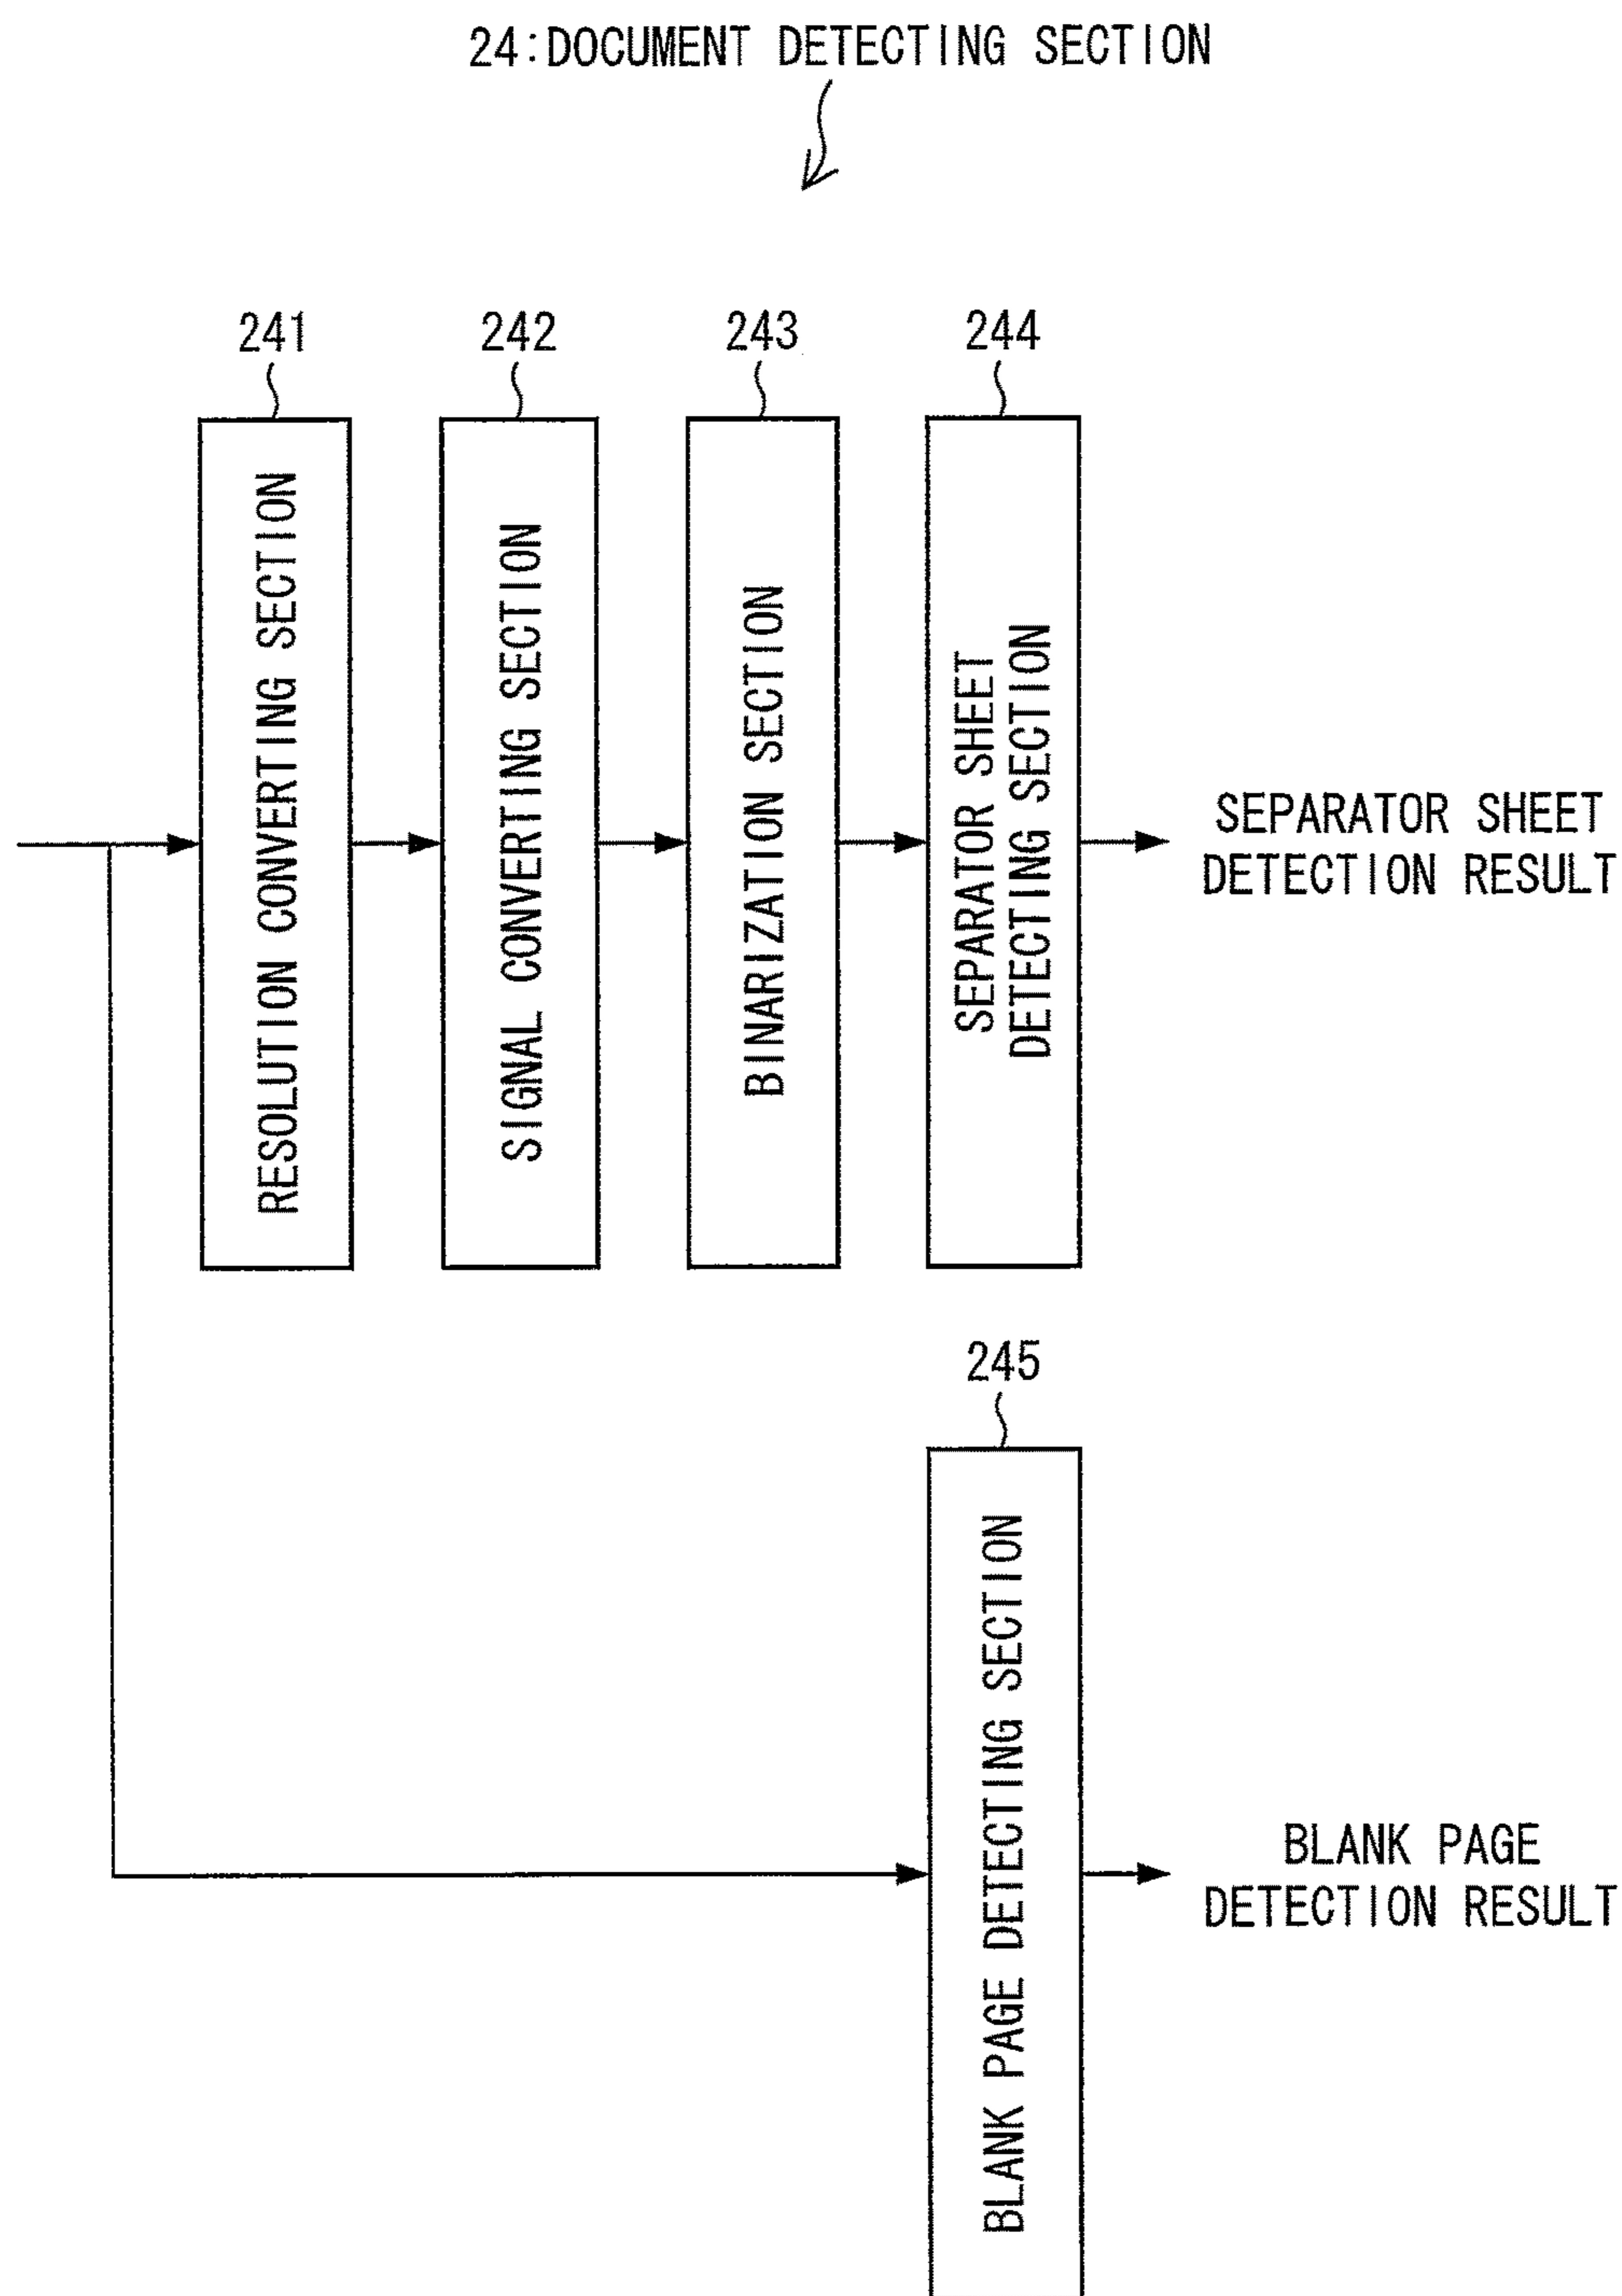 24:DOCUMENT DETECTING SECTION
241
242
243
244
RESOLUTION CONVERTING SECTION
SIGNAL CONVERTING SECTION
BINARIZATION SECTION
SEPARATOR SHEET
DETECTING SECTION
SEPARATOR SHEET
DETECTION RESULT
245
BLANK PAGE DETECTING SECTION
BLANK PAGE
DETECTION RESULT